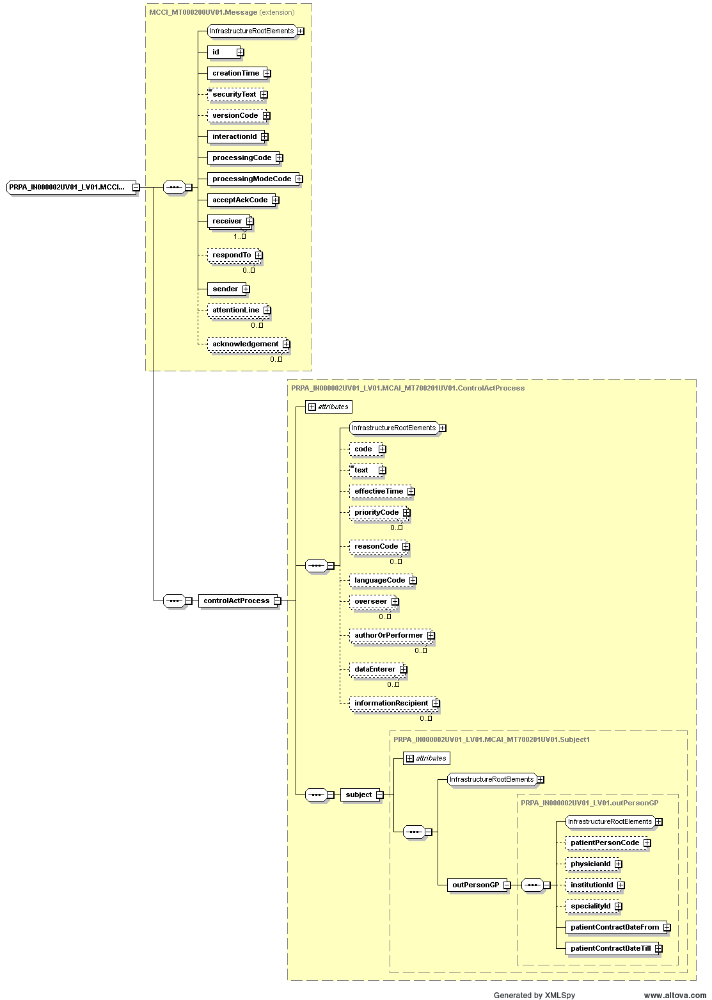 MCCI_MT000200UV01.Message (extension)
InfrastructureRootElements
id
creationTime
securityText
versionCode
interactionId
processingCode
processingModeCode
PRPA_IN000002UV01_LV01.MCCI...
acceptAckCode
receiver
1..
respondTo
0..
sender
attentionLine
0..
acknowledgement
0..
PRPA_IN000002UV01_LV01.MCAI_MT700201UV01.ControlActProcess
attributes
InfrastructureRootElements
code
text
effectiveTime
priorityCode
0..
reasonCode
0..
languageCode
controlActProcess
overseer
0..
authorOrPerformer
0..
dataEnterer
0..
informationRecipient
0..
PRPA_IN000002UV01_LV01.MCAI_MT700201UV01.Subject1
attributes
InfrastructureRootElements
subject
PRPA_IN000002UV01_LV01.outPersonGP
InfrastructureRootElements
patientPersonCode
physicianId
outPersonGP
institutionId
specialityId
patientContractDateFrom
patientContractDateTill
Generated by XMLSpy
www.altova.com